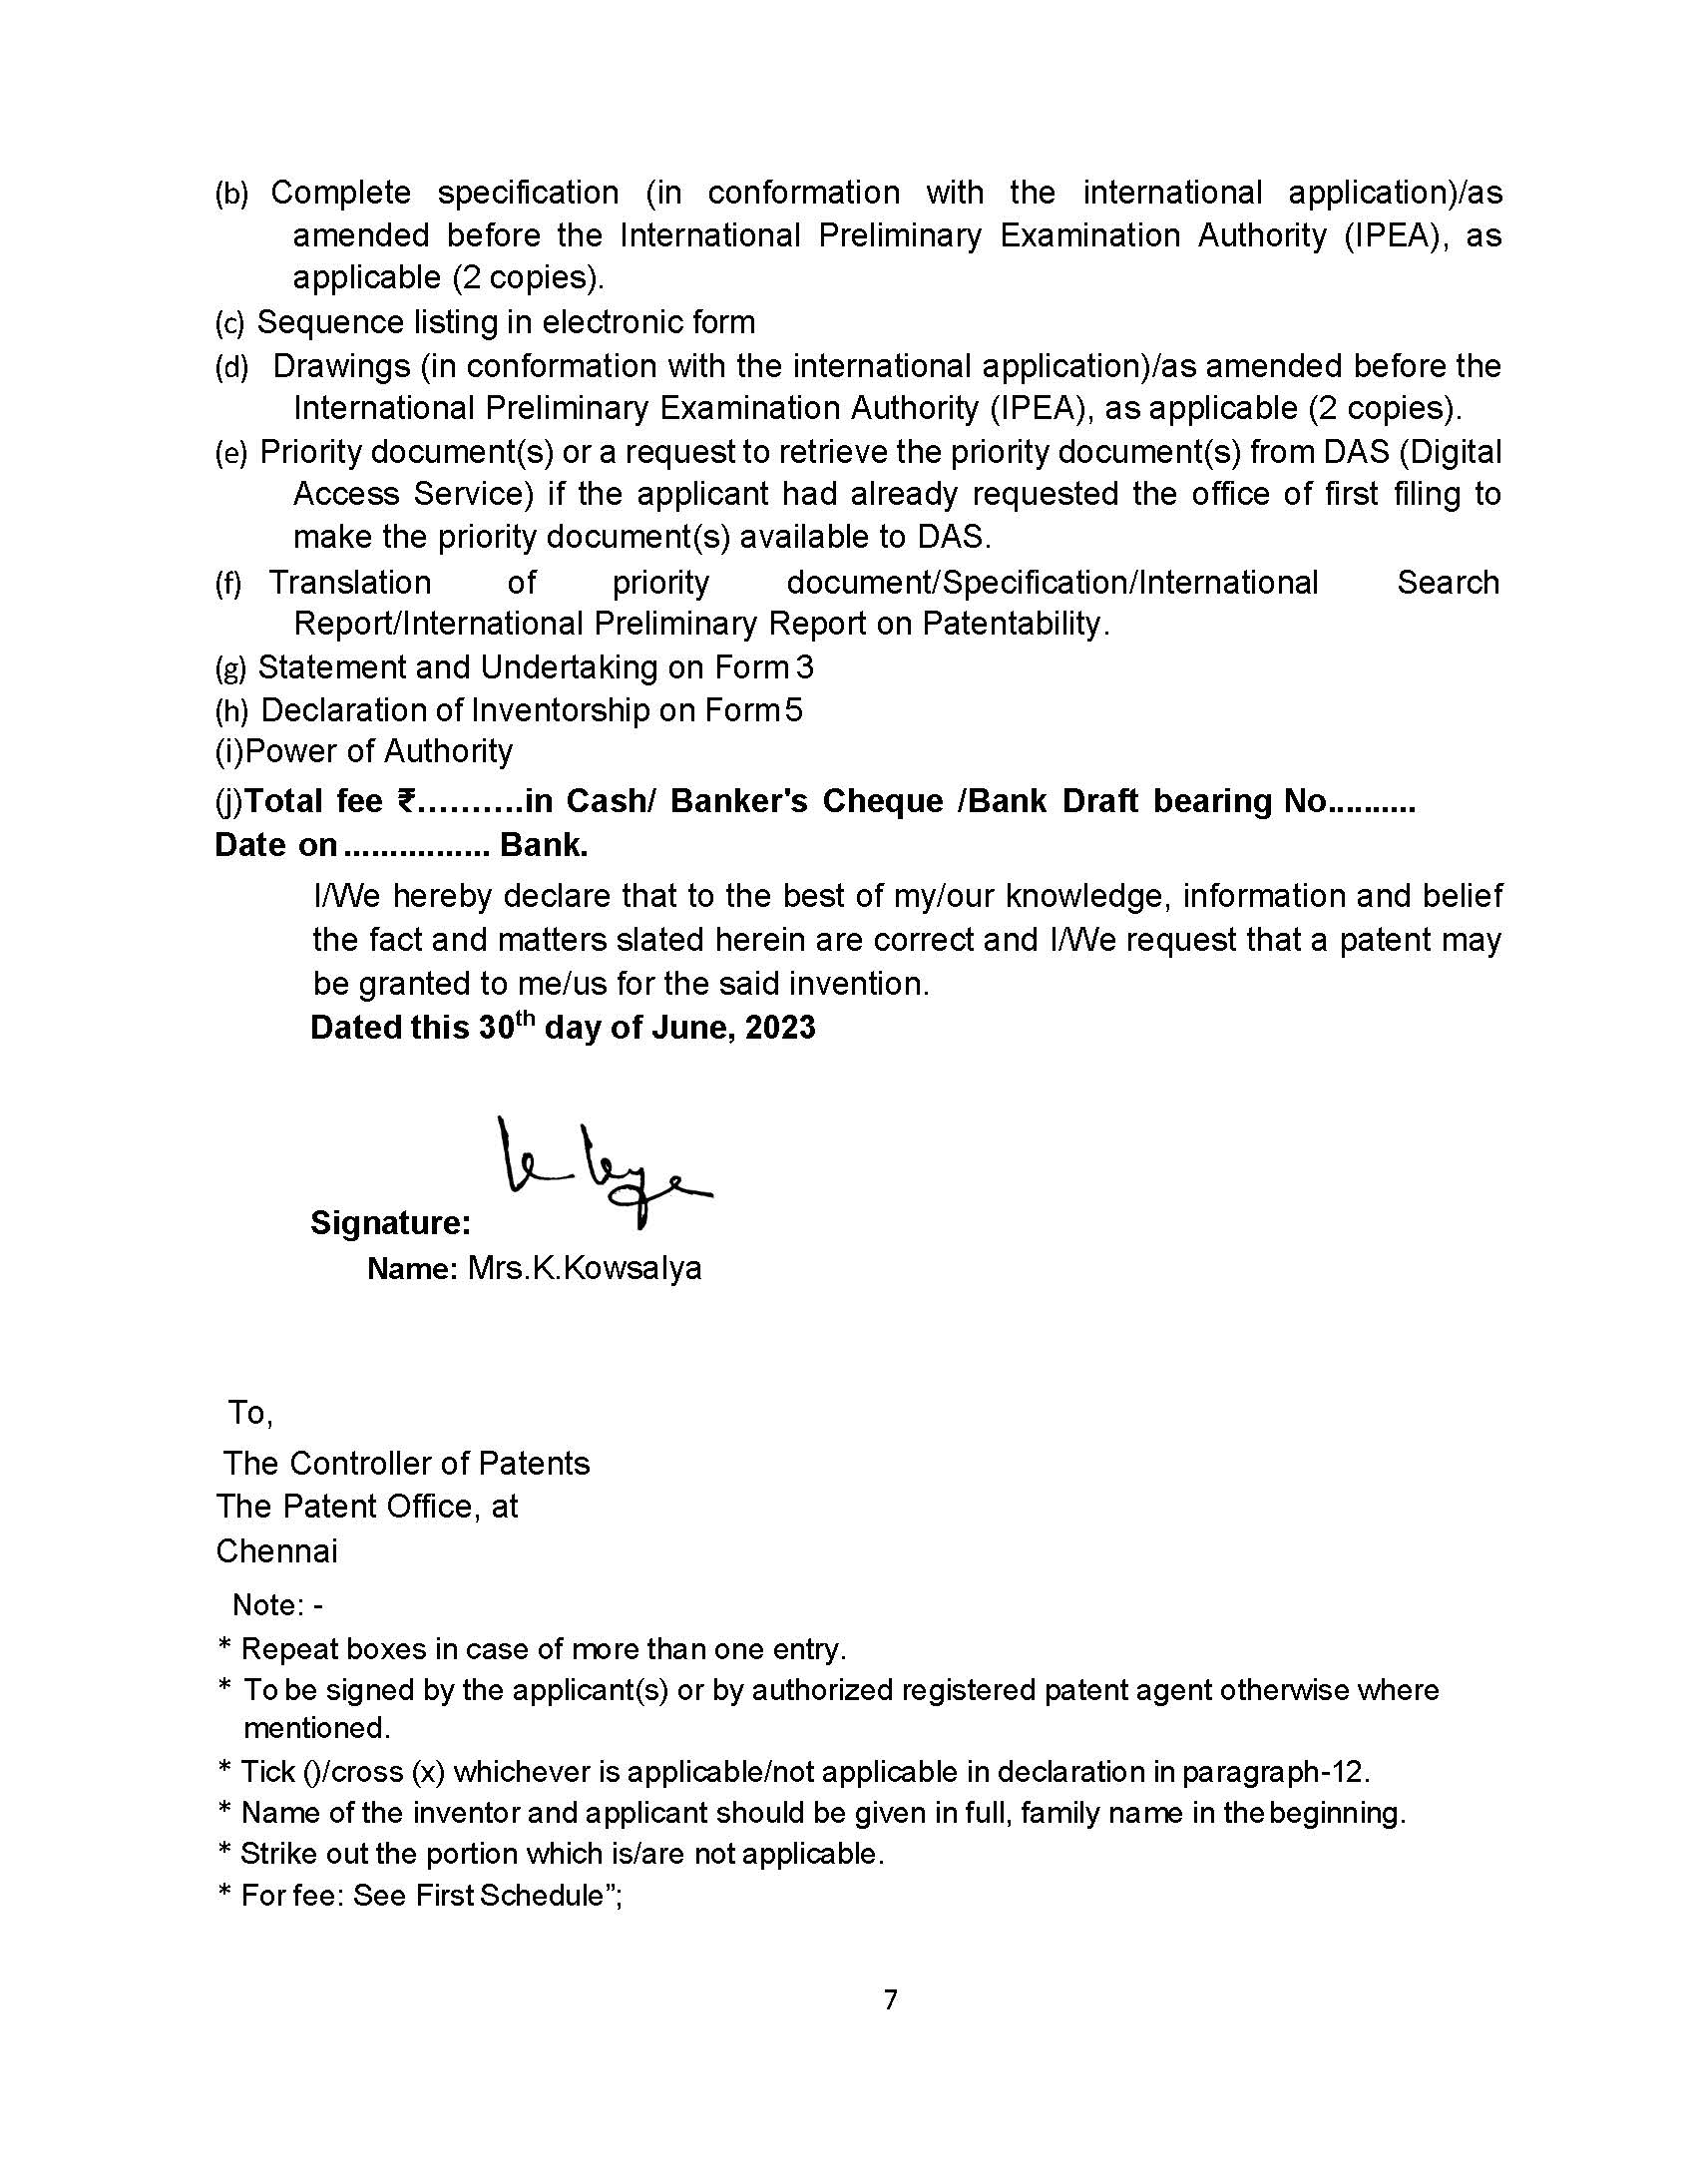 (b) Complete specification (in conformation with the international application)/as
amended before the International Preliminary Examination Authority (IPEA), as
applicable (2 copies).
(c) Sequence listing in electronic form
(d) Drawings (in conformation with the international application)/as amended before the
International Preliminary Examination Authority (IPEA), as applicable (2 copies).
(e) Priority document(s) or a request to retrieve the priority document(s) from DAS (Digital
Access Service) if the applicant had already requested the office of first filing to
make the priority document(s) available to DAS.
(f) Translation of priority document/Specification/International Search
Report/International Preliminary Report on Patentability.
(g) Statement and Undertaking on Form 3
(h) Declaration of Inventorship on Form 5
(i)Power of Authority
(j)Total fee ₹……….in Cash/ Banker's Cheque /Bank Draft bearing No..........
Date on ................ Bank.
I/We hereby declare that to the best of my/our knowledge, information and belief
the fact and matters slated herein are correct and I/We request that a patent may
be granted to me/us for the said invention.
Dated this 30th day of June, 2023
Signature:
Name: Mrs.K.Kowsalya
To,
The Controller of Patents
The Patent Office, at
Chennai
Note: -
* Repeat boxes in case of more than one entry.
* To be signed by the applicant(s) or by authorized registered patent agent otherwise where
mentioned.
* Tick ()/cross (x) whichever is applicable/not applicable in declaration in paragraph-12.
* Name of the inventor and applicant should be given in full, family name in the beginning.
* Strike out the portion which is/are not applicable.
* For fee: See First Schedule”;
7